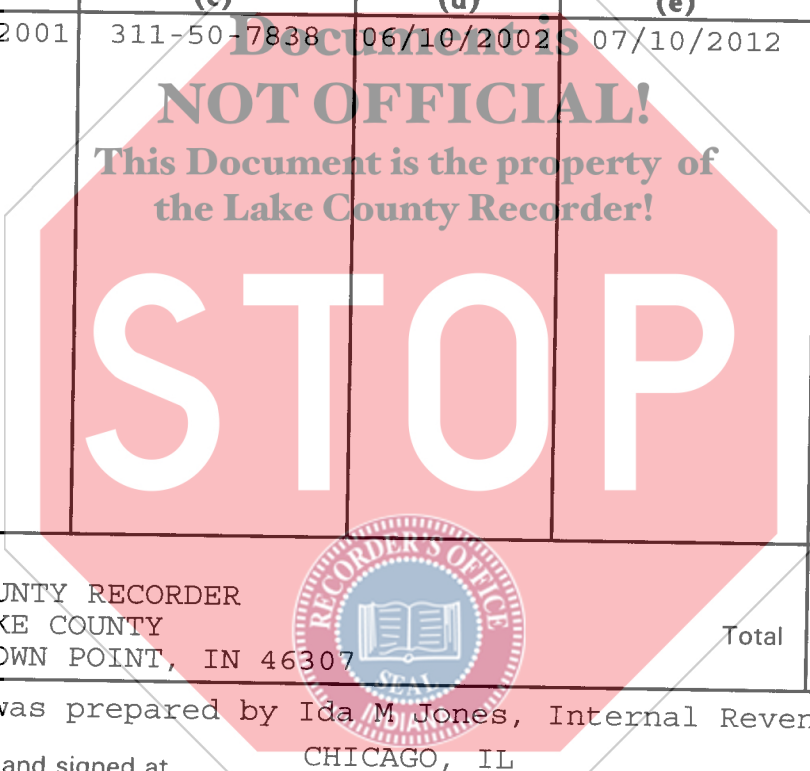 (c) (d) (e)
2001 311-50-7838 06/10/2002 07/10/2012
Document is
NOT OFFICIAL!
This Document is the property of
the Lake County Recorder!
STOP
RECORDER'S OFFICE
SEAL
INDIANA
UNTY RECORDER
KE COUNTY
OWN POINT, IN 46307
Total
was prepared by Ida M Jones, Internal Reven
and signed at CHICAGO, IL